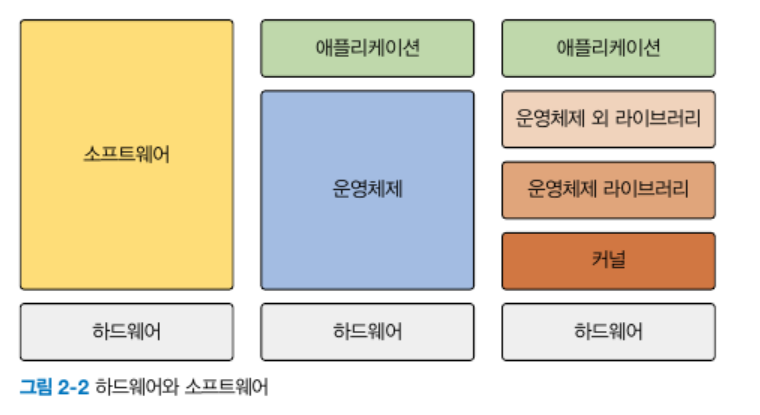 소프트웨어
하드웨어
애플리케이션
운영체제
하드웨어
애플리케이션
운영체제 외 라이브러리
운영체제 라이브러리
커널
하드웨어
그림 2-2 하드웨어와 소프트웨어